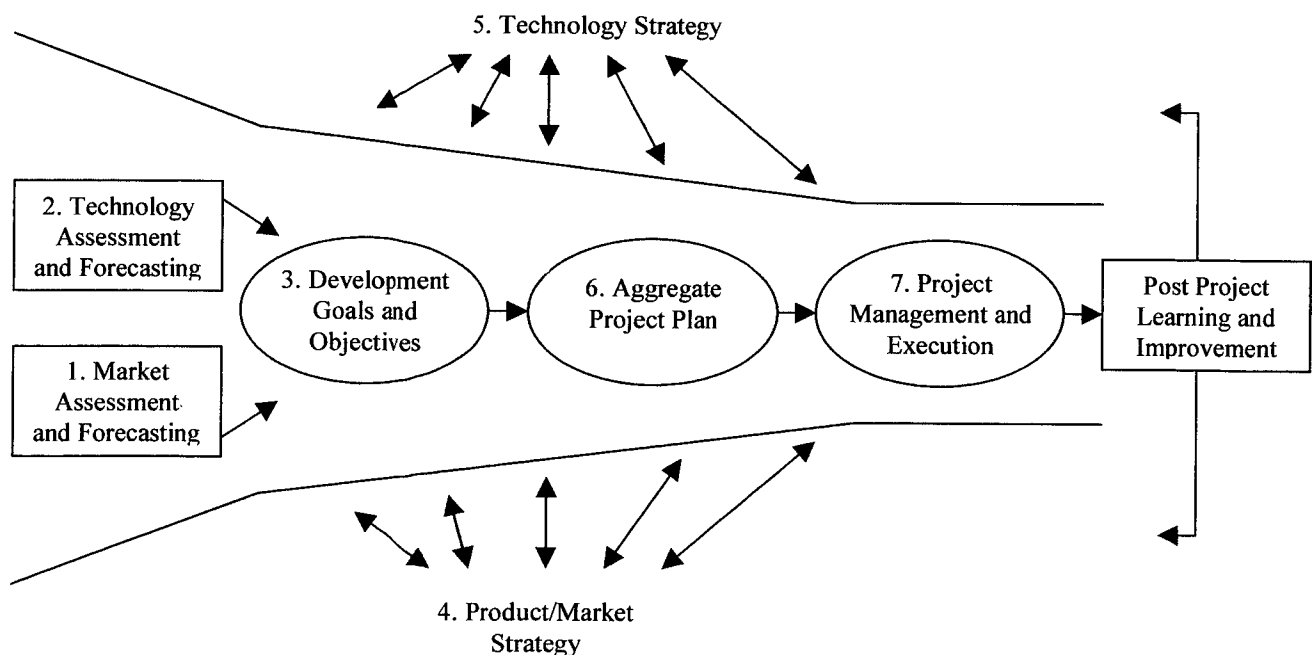 5. Technology Strategy
2. Technology
Assessment
and Forecasting
1. Market
Assessment
and Forecasting
3. Development
Goals and
Objectives
6. Aggregate
Project Plan
7. Project
Management and
Execution
Post Project
Learning and
Improvement
4. Product/Market
Strategy